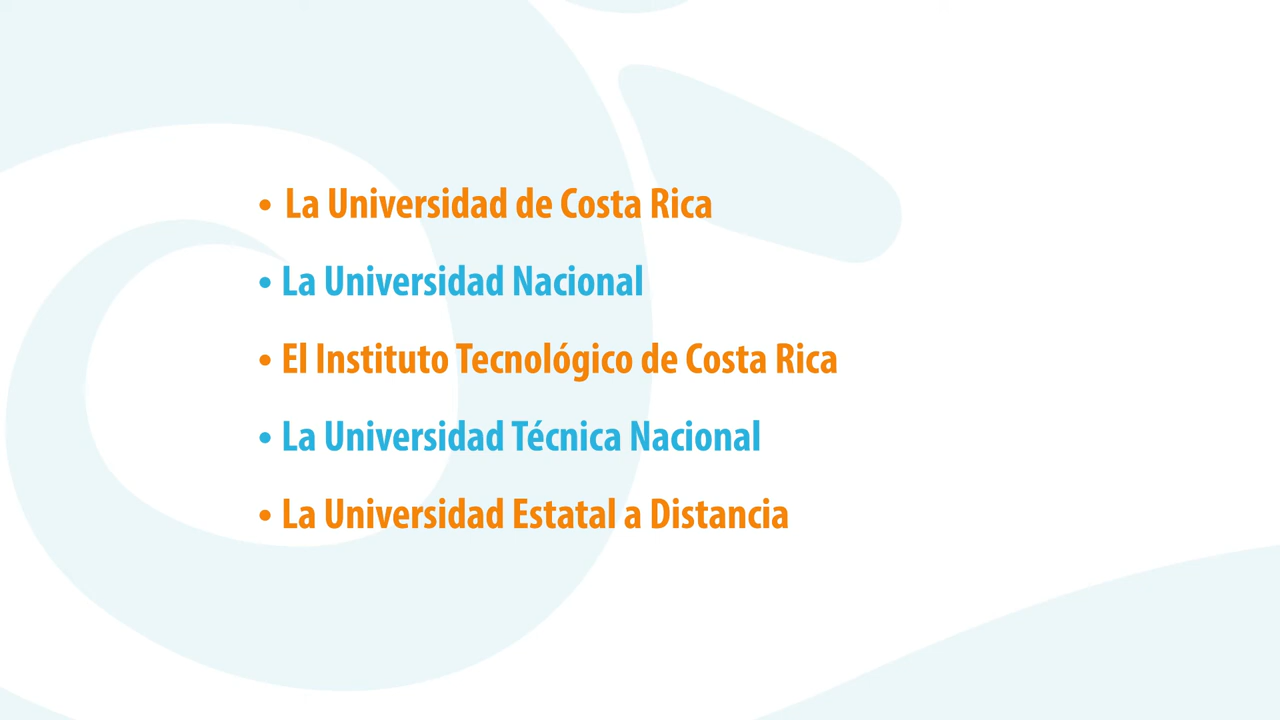 • La Universidad de Costa Rica
• La Universidad Nacional
• El Instituto Tecnológico de Costa Rica
• La Universidad Técnica Nacional
• La Universidad Estatal a Distancia